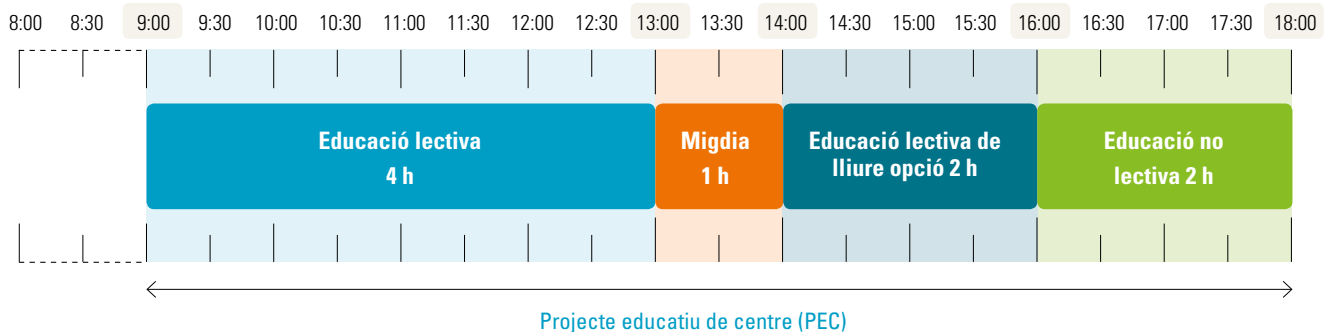 8:00 8:30 9:00 9:30 10:00 10:30 11:00 11:30 12:00 12:30 13:00 13:30 14:00 14:30 15:00 15:30 16:00 16:30 17:00 17:30 18:00
Educació lectiva
4 h
Migdia
1 h
Educació lectiva de
lliure opció 2 h
Educació no
lectiva 2 h
Projecte educatiu de centre (PEC)